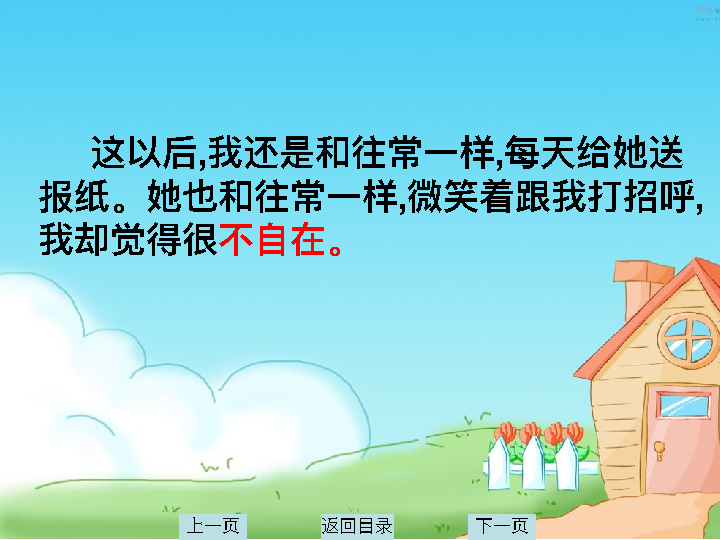 这以后,我还是和往常一样,每天给她送
报纸。她也和往常一样,微笑着跟我打招呼,
我却觉得很不自在。
上一页 返回目录 下一页